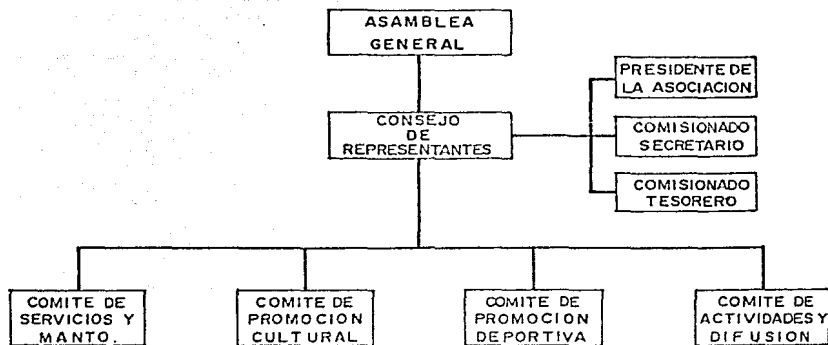 ASAMBLEA
GENERAL
PRESIDENTE DE
LA ASOCIACION
CONSEJO
DE
REPRESENTANTES
COMISIONADO
SECRETARIO
COMISIONADO
TESORERO
COMITE DE
SERVICIOS Y
MANTO.
COMITE DE
PROMOCION
CULTURAL
COMITE DE
PROMOCION
DEPORTIVA
COMITE DE
ACTIVIDADES Y
DIFUSION